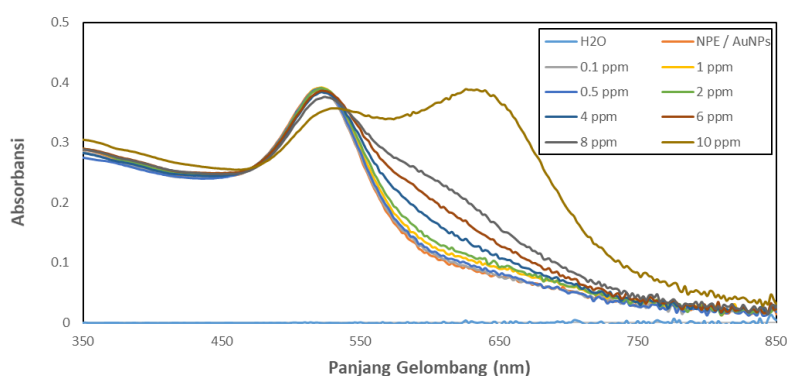 0.5
0.4
0.3
0.2
0.1
0
Absorbansi
350
450
550
650
750
850
Panjang Gelombang (nm)
H2O
NPE / AuNPs
0.1 ppm
1 ppm
0.5 ppm
2 ppm
4 ppm
6 ppm
8 ppm
10 ppm